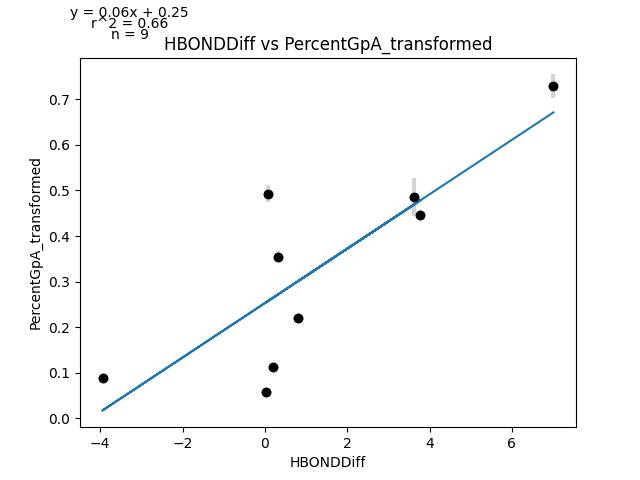 y = 0.06x + 0.25
r^2 = 0.66
n = 9
HBONDDiff vs PercentGpA_transformed
PercentGpA_transformed
0.7
0.6
0.5
0.4
0.3
0.2
0.1
0.0
−4
−2
0
2
4
6
HBONDDiff